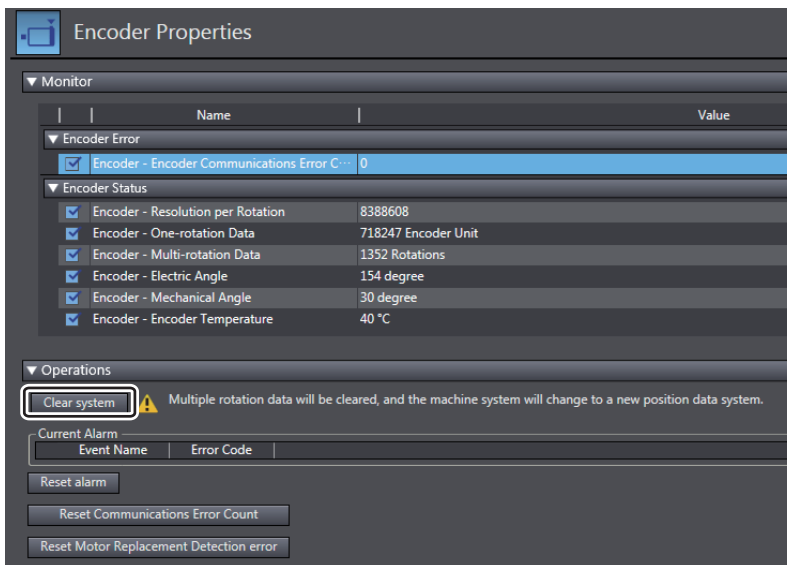 Encoder Properties
▼ Monitor
Name Value
▼ Encoder Error
Encoder - Encoder Communications Error C··· 0
▼ Encoder Status
Encoder - Resolution per Rotation 8388608
Encoder - One-rotation Data 718247 Encoder Unit
Encoder - Multi-rotation Data 1352 Rotations
Encoder - Electric Angle 154 degree
Encoder - Mechanical Angle 30 degree
Encoder - Encoder Temperature 40 °C
▼ Operations
Clear system Multiple rotation data will be cleared, and the machine system will change to a new position data system.
Current Alarm
Event Name Error Code
Reset alarm
Reset Communications Error Count
Reset Motor Replacement Detection error